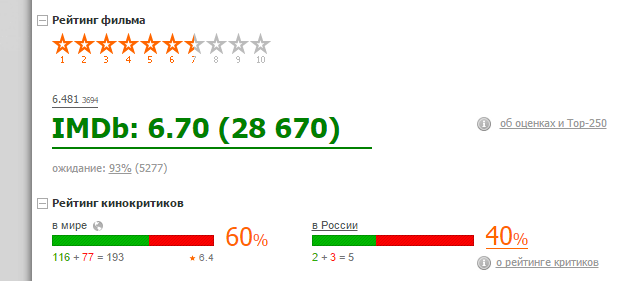 Рейтинг фильма
1 2 3 4 5 6 7 8 9 10
6.481 3694
IMDb: 6.70 (28 670)
об оценках и Top-250
ожидание: 93% (5277)
Рейтинг кинокритиков
в мире 60%
116 + 77 = 193 ★ 6.4
в России 40%
2 + 3 = 5
о рейтинге критиков